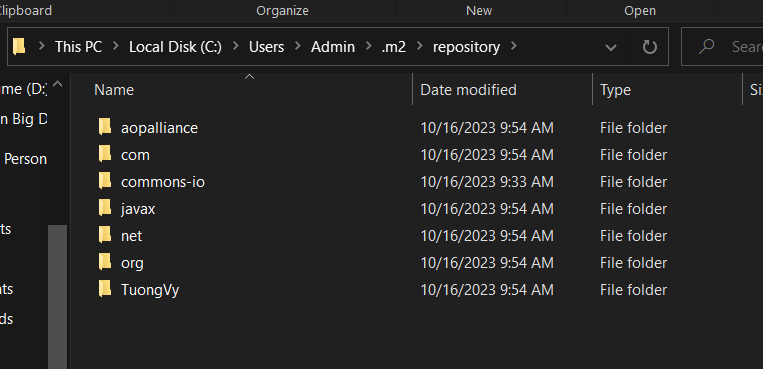 Clipboard Organize New Open
This PC > Local Disk (C:) > Users > Admin > .m2 > repository > Sear
ume (D:)
n Big D
Person
ts
nts
ds
Name Date modified Type Si
aopalliance 10/16/2023 9:54 AM File folder
com 10/16/2023 9:54 AM File folder
commons-io 10/16/2023 9:33 AM File folder
javax 10/16/2023 9:54 AM File folder
net 10/16/2023 9:54 AM File folder
org 10/16/2023 9:54 AM File folder
TuongVy 10/16/2023 9:54 AM File folder